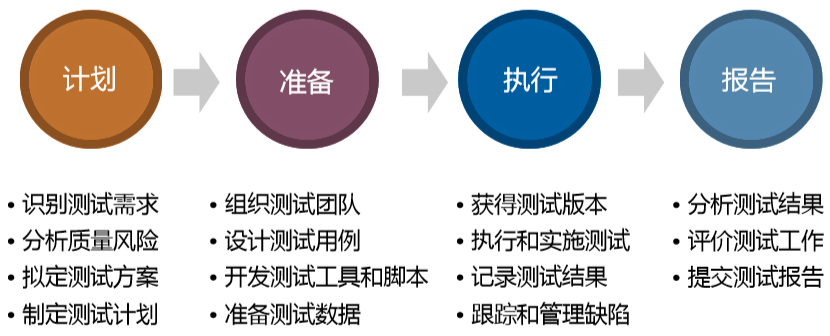 计划
准备
执行
报告
• 识别测试需求
• 分析质量风险
• 拟定测试方案
• 制定测试计划
• 组织测试团队
• 设计测试用例
• 开发测试工具和脚本
• 准备测试数据
• 获得测试版本
• 执行和实施测试
• 记录测试结果
• 跟踪和管理缺陷
• 分析测试结果
• 评价测试工作
• 提交测试报告